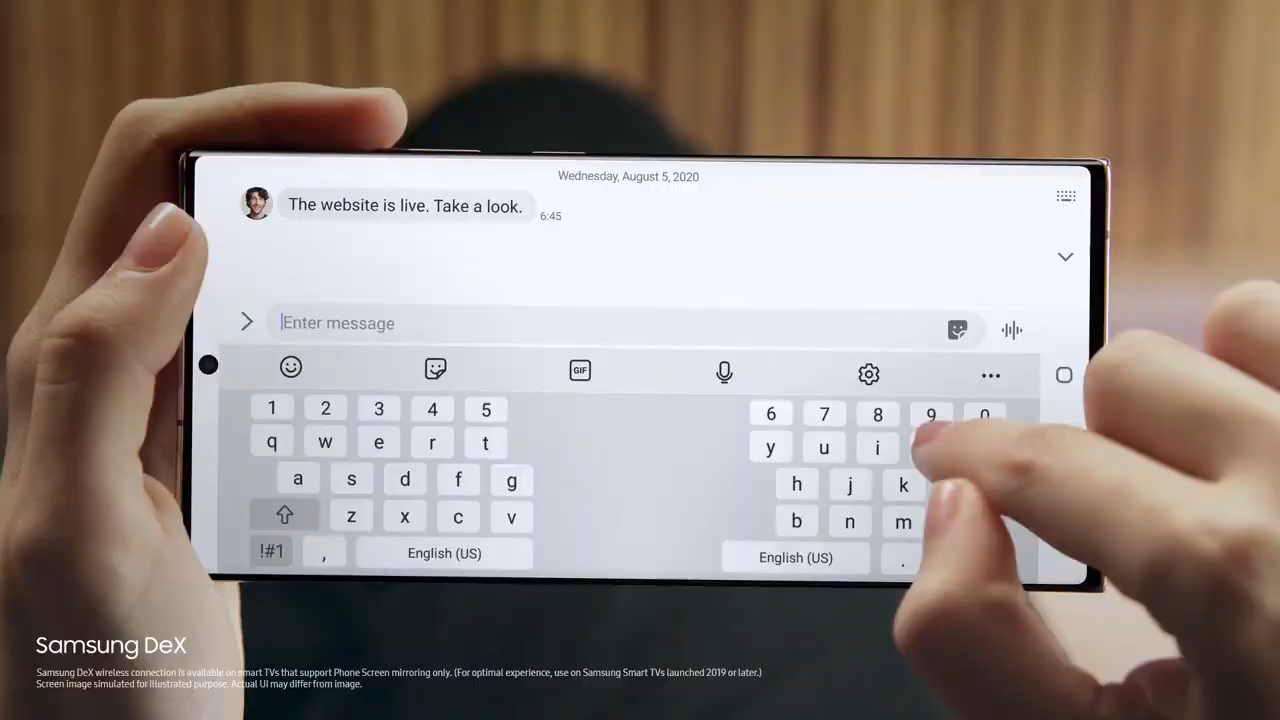 Wednesday, August 5, 2020
The website is live. Take a look.
6:45
Enter message
GIF
1 2 3 4 5 6 7 8 9 0
q w e r t y u i
a s d f g h j k
z x c v b n m
!#1 , English (US) English (US) .
Samsung DeX
Samsung DeX wireless connection is available on smart TVs that support Phone Screen mirroring only. (For optimal experience, use on Samsung Smart TVs launched 2019 or later.)
Screen image simulated for illustrated purpose. Actual UI may differ from image.